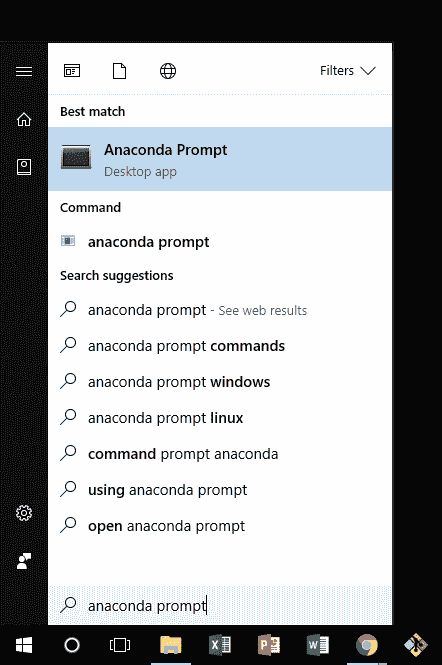 Filters
Best match
Anaconda Prompt
Desktop app
Command
anaconda prompt
Search suggestions
anaconda prompt - See web results
anaconda prompt commands
anaconda prompt windows
anaconda prompt linux
command prompt anaconda
using anaconda prompt
open anaconda prompt
anaconda prompt